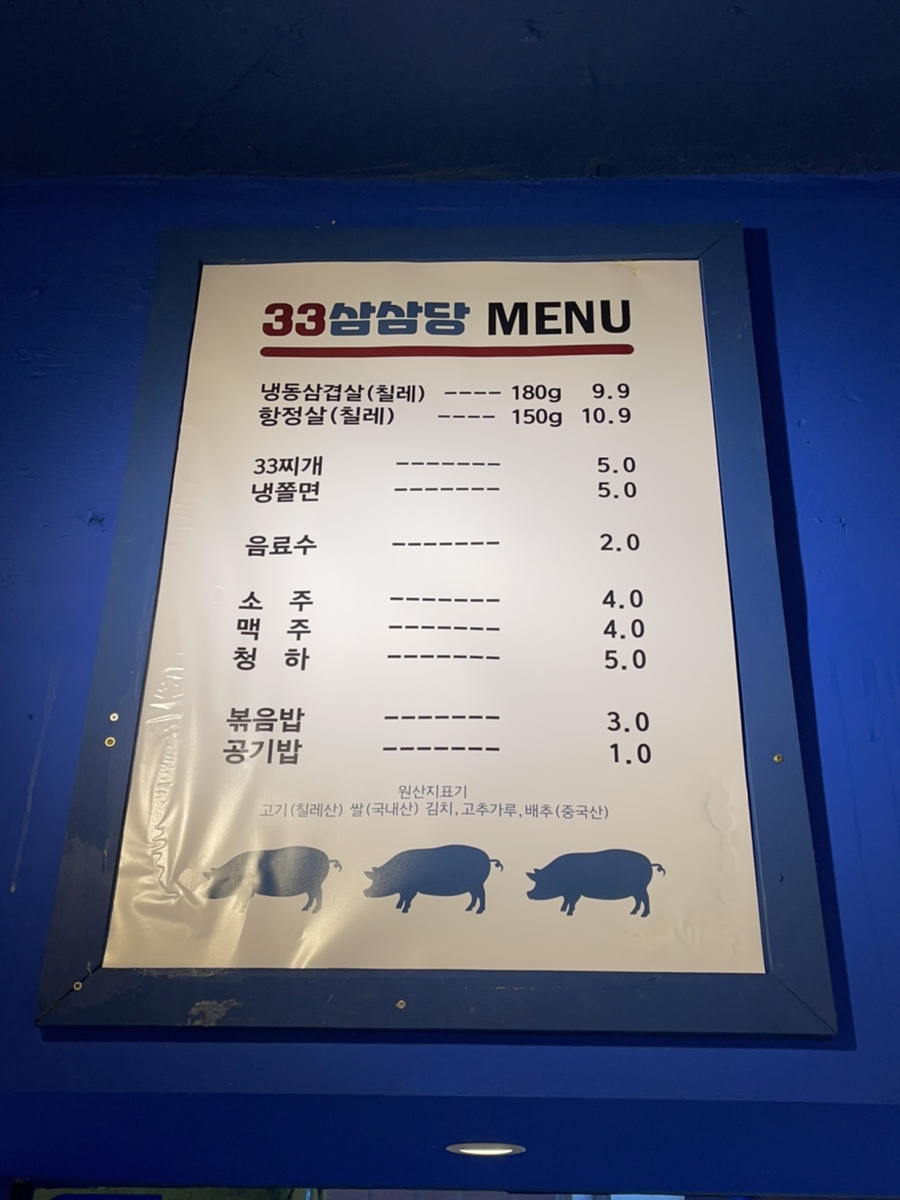 33삼삼당 MENU
냉동삼겹살(칠레) ---- 180g 9.9
항정살(칠레) ---- 150g 10.9
33찌개 ------- 5.0
냉쫄면 ------- 5.0
음료수 ------- 2.0
소 주 ------- 4.0
맥 주 ------- 4.0
청 하 ------- 5.0
볶음밥 ------- 3.0
공기밥 ------- 1.0
원산지표기
고기(칠레산) 쌀(국내산) 김치,고추가루,배추(중국산)